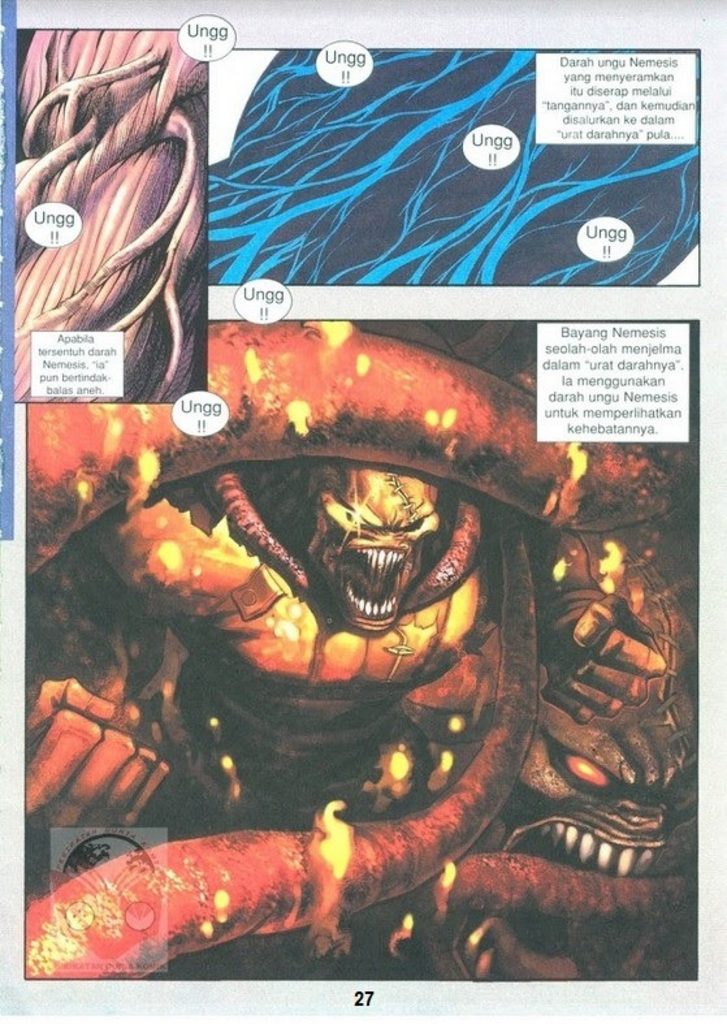 Ungg
!!
Ungg
!!
Darah ungu Nemesis
yang menyeramkan
itu diserap melalui
"tangannya", dan kemudian
disalurkan ke dalam
"urat darahnya" pula....
Ungg
!!
Ungg
!!
Ungg
!!
Ungg
!!
Apabila
tersentuh darah
Nemesis, "ia"
pun bertindak-
balas aneh.
Bayang Nemesis
seolah-olah menjelma
dalam "urat darahnya".
Ia menggunakan
darah ungu Nemesis
untuk memperlihatkan
kehebatannya.
Ungg
!!
27